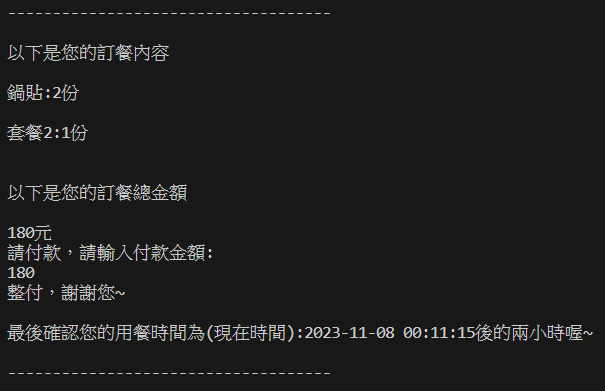 ------------------------------------
以下是您的訂餐內容
鍋貼:2份
套餐2:1份
以下是您的訂餐總金額
180元
請付款，請輸入付款金額:
180
整付，謝謝您~
最後確認您的用餐時間為(現在時間):2023-11-08 00:11:15後的兩小時喔~
------------------------------------